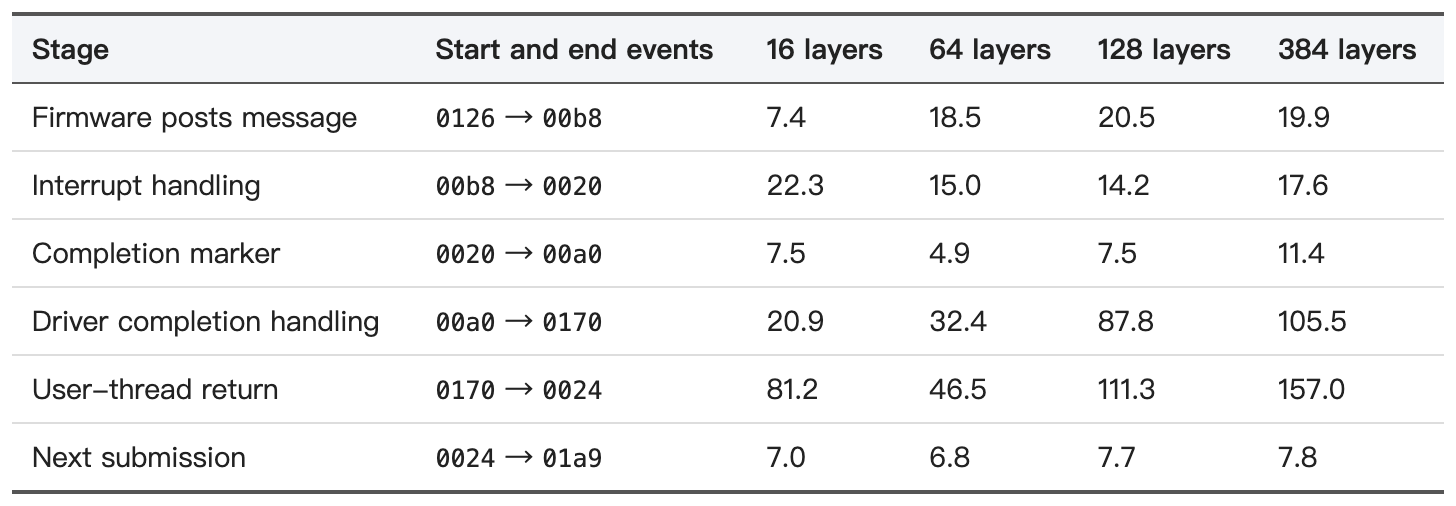 Stage Start and end events 16 layers 64 layers 128 layers 384 layers
Firmware posts message 0126 → 00b8 7.4 18.5 20.5 19.9
Interrupt handling 00b8 → 0020 22.3 15.0 14.2 17.6
Completion marker 0020 → 00a0 7.5 4.9 7.5 11.4
Driver completion handling 00a0 → 0170 20.9 32.4 87.8 105.5
User–thread return 0170 → 0024 81.2 46.5 111.3 157.0
Next submission 0024 → 01a9 7.0 6.8 7.7 7.8